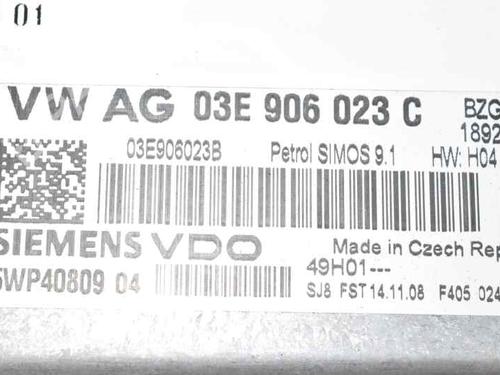 01
VW AG 03E 906 023 C BZG
1892
03E906023B Petrol SIMOS 9.1 HW: H04
SIEMENS VDO Made in Czech Rep
5WP40809 04 49H01---
SJ8 FST 14.11.08 F405 024